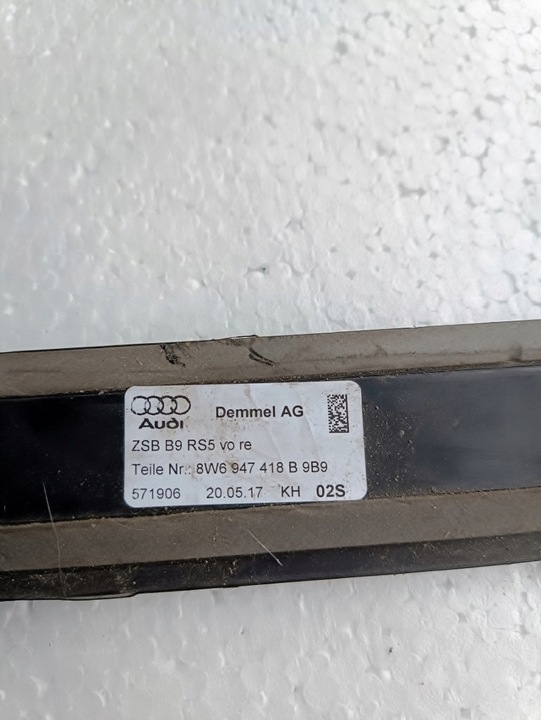 Audi
Demmel AG
ZSB B9 RS5 vo re
Teile Nr.: 8W6 947 418 B 9B9
571906 20.05.17 KH 02S